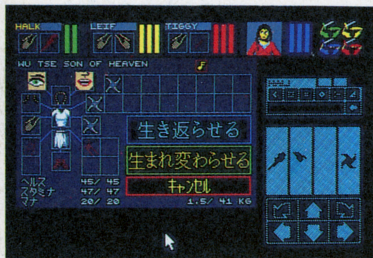 HALK LEIF TIGGY
WU TSE SON OF HEAVEN
HALK
生き返らせる
生まれ変わらせる
キャンセル
ヘルス 45/ 45
スタミナ 47/ 47
マナ 20/ 20 1.5/ 41 KG